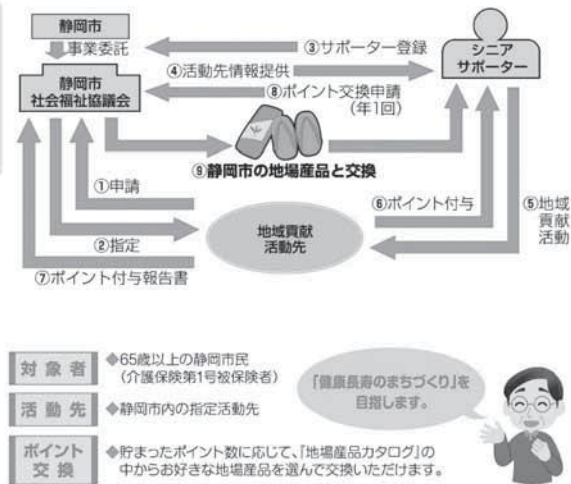 静岡市
事業委託
静岡市
社会福祉協議会
③サポーター登録
④活動先情報提供
⑧ポイント交換申請
(年1回)
シニア
サポーター
⑨静岡市の地場産品と交換
①申請
②指定
⑦ポイント付与報告書
地域貢献
活動先
⑥ポイント付与
⑤地域
貢献
活動
対象者
◆65歳以上の静岡市民
(介護保険第1号被保険者)
活動先
◆静岡市内の指定活動先
ポイント
交換
◆貯まったポイント数に応じて、「地場産品カタログ」の
中からお好きな地場産品を選んで交換いただけます。
「健康長寿のまちづくり」を
目指します。